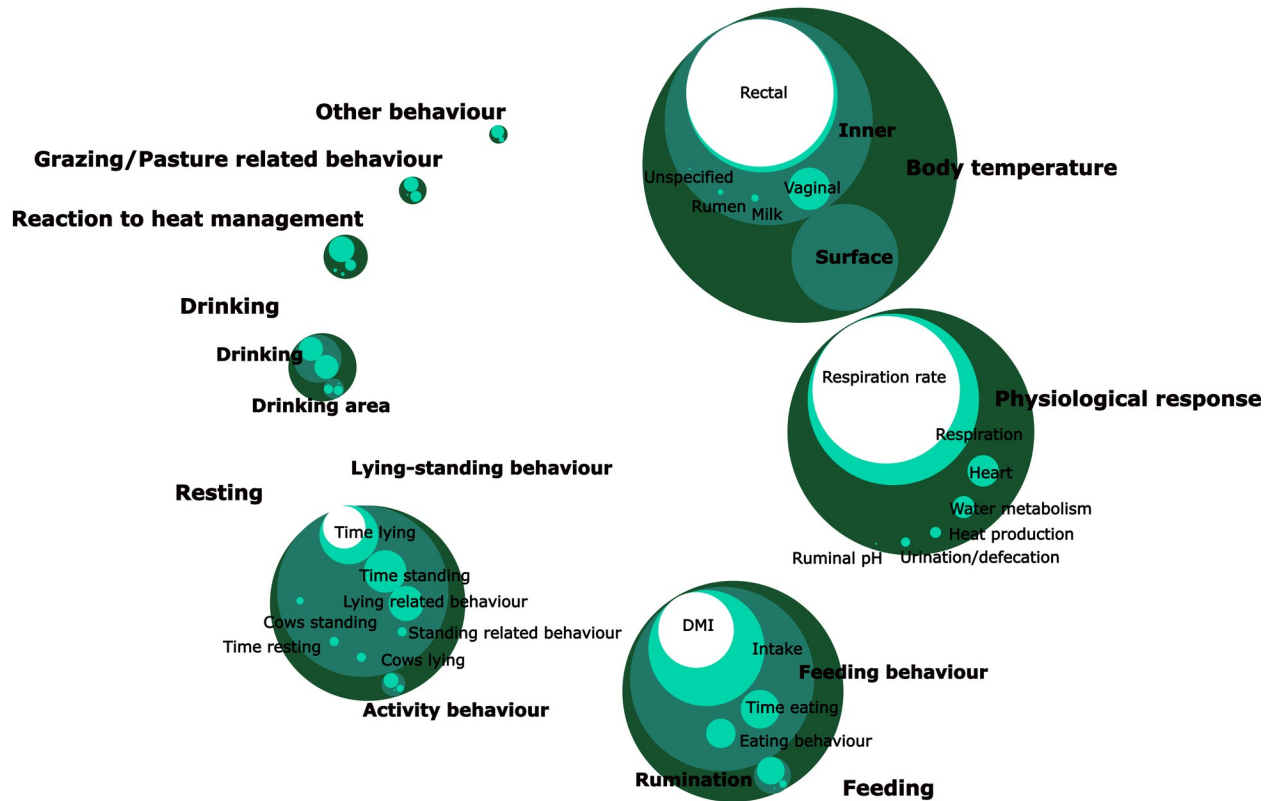 Rectal
Other behaviour
Inner
Grazing/Pasture related behaviour
Body temperature
Unspecified
Vaginal
Rumen
Milk
Reaction to heat management
Surface
Drinking
Drinking
Respiration rate
Drinking area
Physiological response
Respiration
Lying-standing behaviour
Heart
Resting
Water metabolism
Time lying
Heat production
Ruminal pH
Urination/defecation
Time standing
Lying related behaviour
Cows standing
Standing related behaviour
Time resting
Cows lying
Activity behaviour
DMI
Intake
Feeding behaviour
Time eating
Eating behaviour
Rumination
Feeding